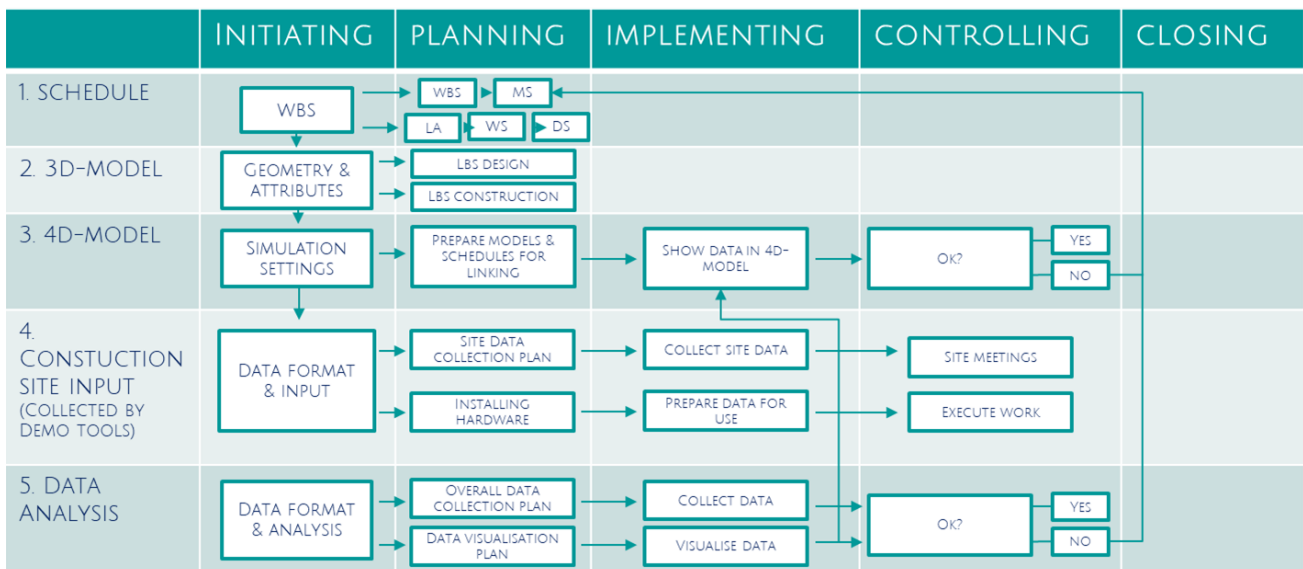 INITIATING
PLANNING
IMPLEMENTING
CONTROLLING
CLOSING
1. SCHEDULE
WBS
WBS
MS
LA
WS
DS
2. 3D-MODEL
GEOMETRY &
ATTRIBUTES
LBS DESIGN
LBS CONSTRUCTION
3. 4D-MODEL
SIMULATION
SETTINGS
PREPARE MODELS &
SCHEDULES FOR
LINKING
SHOW DATA IN 4D-
MODEL
OK?
YES
NO
4.
CONSTUCTION
SITE INPUT
(COLLECTED BY
DEMO TOOLS)
DATA FORMAT
& INPUT
SITE DATA
COLLECTION PLAN
COLLECT SITE DATA
SITE MEETINGS
INSTALLING
HARDWARE
PREPARE DATA FOR
USE
EXECUTE WORK
5. DATA
ANALYSIS
DATA FORMAT
& ANALYSIS
OVERALL DATA
COLLECTION PLAN
COLLECT DATA
DATA VISUALISATION
PLAN
VISUALISE DATA
OK?
YES
NO